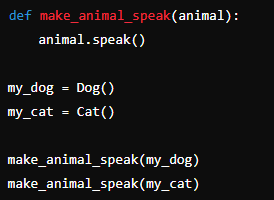 def make_animal_speak(animal):
    animal.speak()

my_dog = Dog()
my_cat = Cat()

make_animal_speak(my_dog)
make_animal_speak(my_cat)